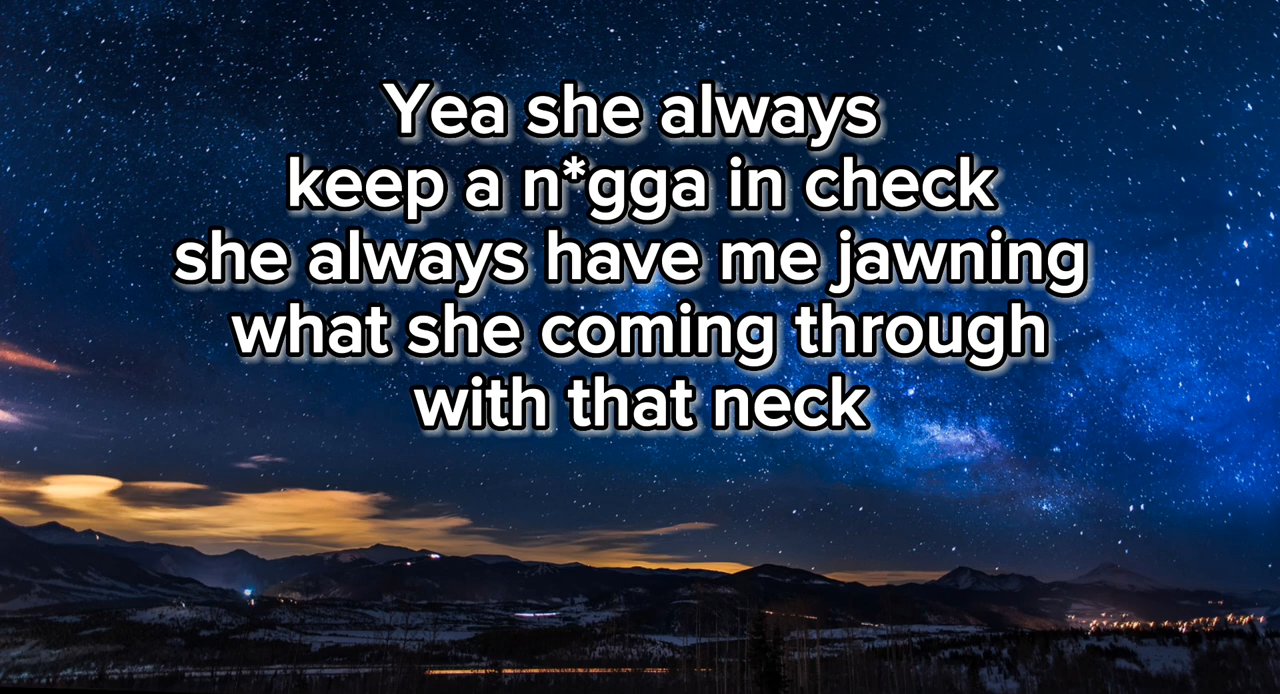 Yea she always
keep a n*gga in check
she always have me jawning
what she coming through
with that neck